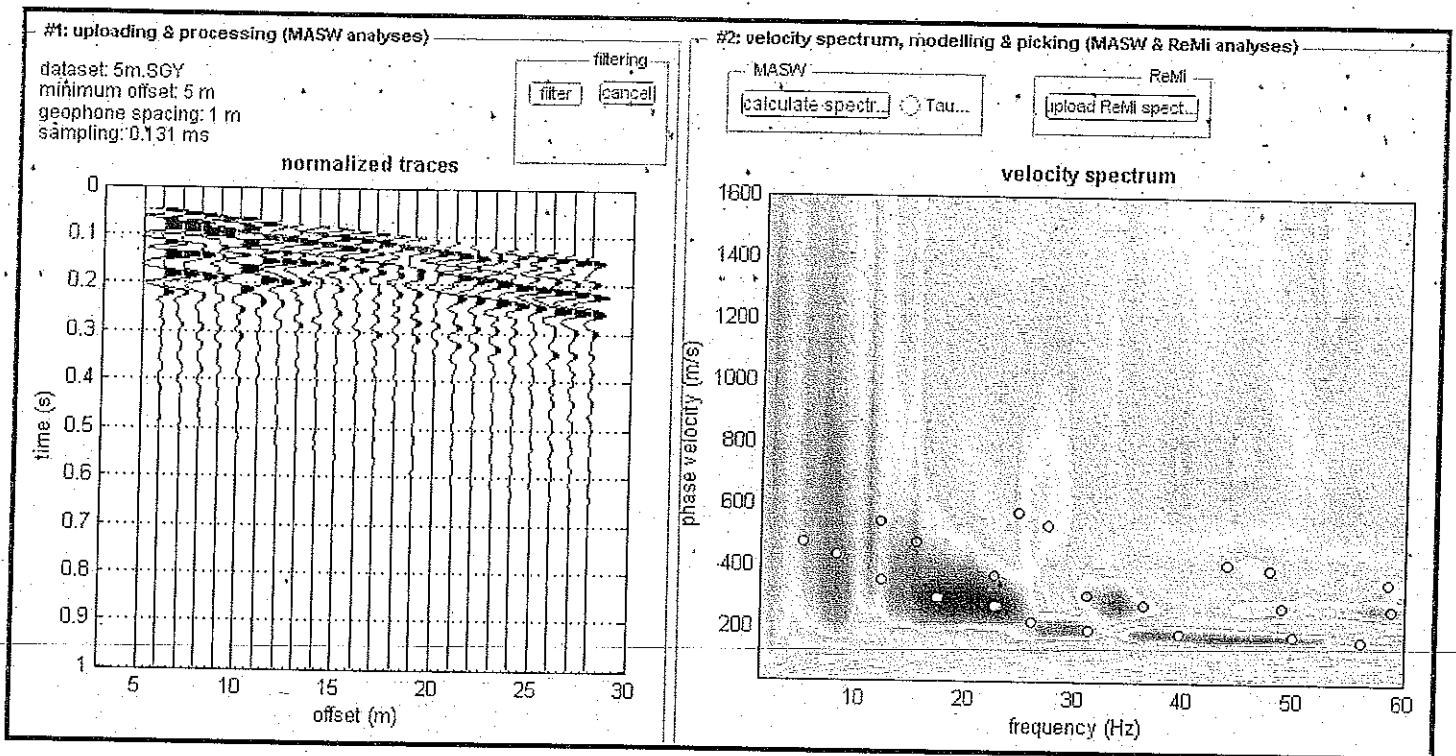 #1: uploading & processing (MASW analyses)
dataset: 5m.SGY
minimum offset: 5 m
geophone spacing: 1 m
sampling: 0.131 ms
filtering
filter cancel
normalized traces
0
0.1
0.2
0.3
0.4
0.5
0.6
0.7
0.8
0.9
1
time (s)
5 10 15 20 25 30
offset (m)
#2: velocity spectrum, modelling & picking (MASW & ReMi analyses)
MASW
calculate spectr... Tau...
ReMi
upload ReMi spect...
velocity spectrum
1600
1400
1200
1000
800
600
400
200
phase velocity (m/s)
10 20 30 40 50 60
frequency (Hz)